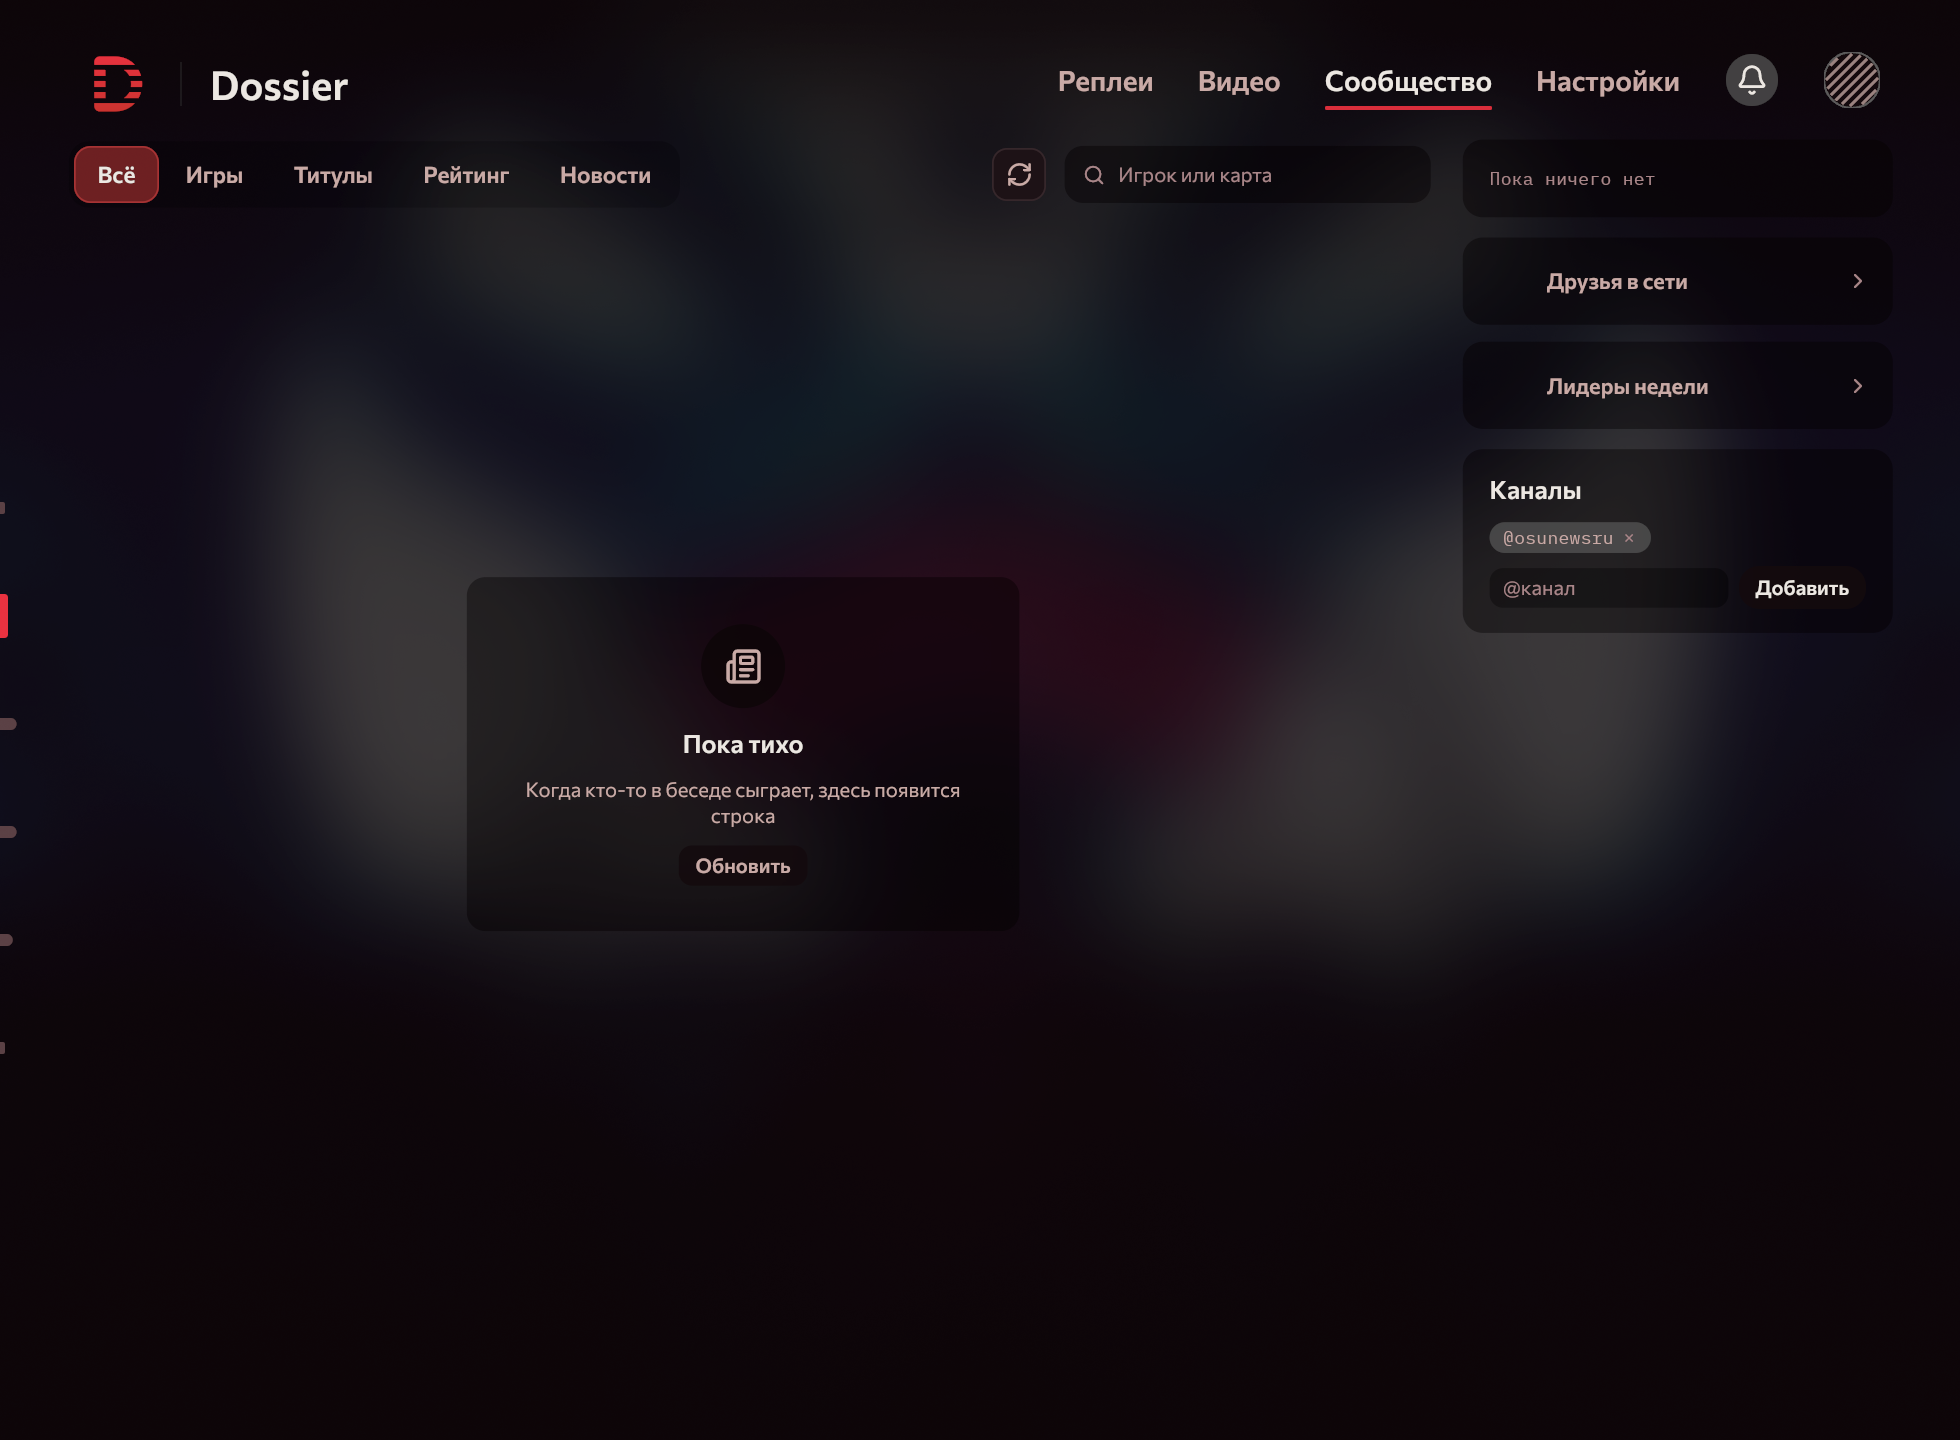 Dossier
Реплеи
Видео
Сообщество
Настройки
Всё
Игры
Титулы
Рейтинг
Новости
Игрок или карта
Пока ничего нет
Друзья в сети
Лидеры недели
Каналы
@osunewsru ×
@канал
Добавить
Пока тихо
Когда кто-то в беседе сыграет, здесь появится
строка
Обновить